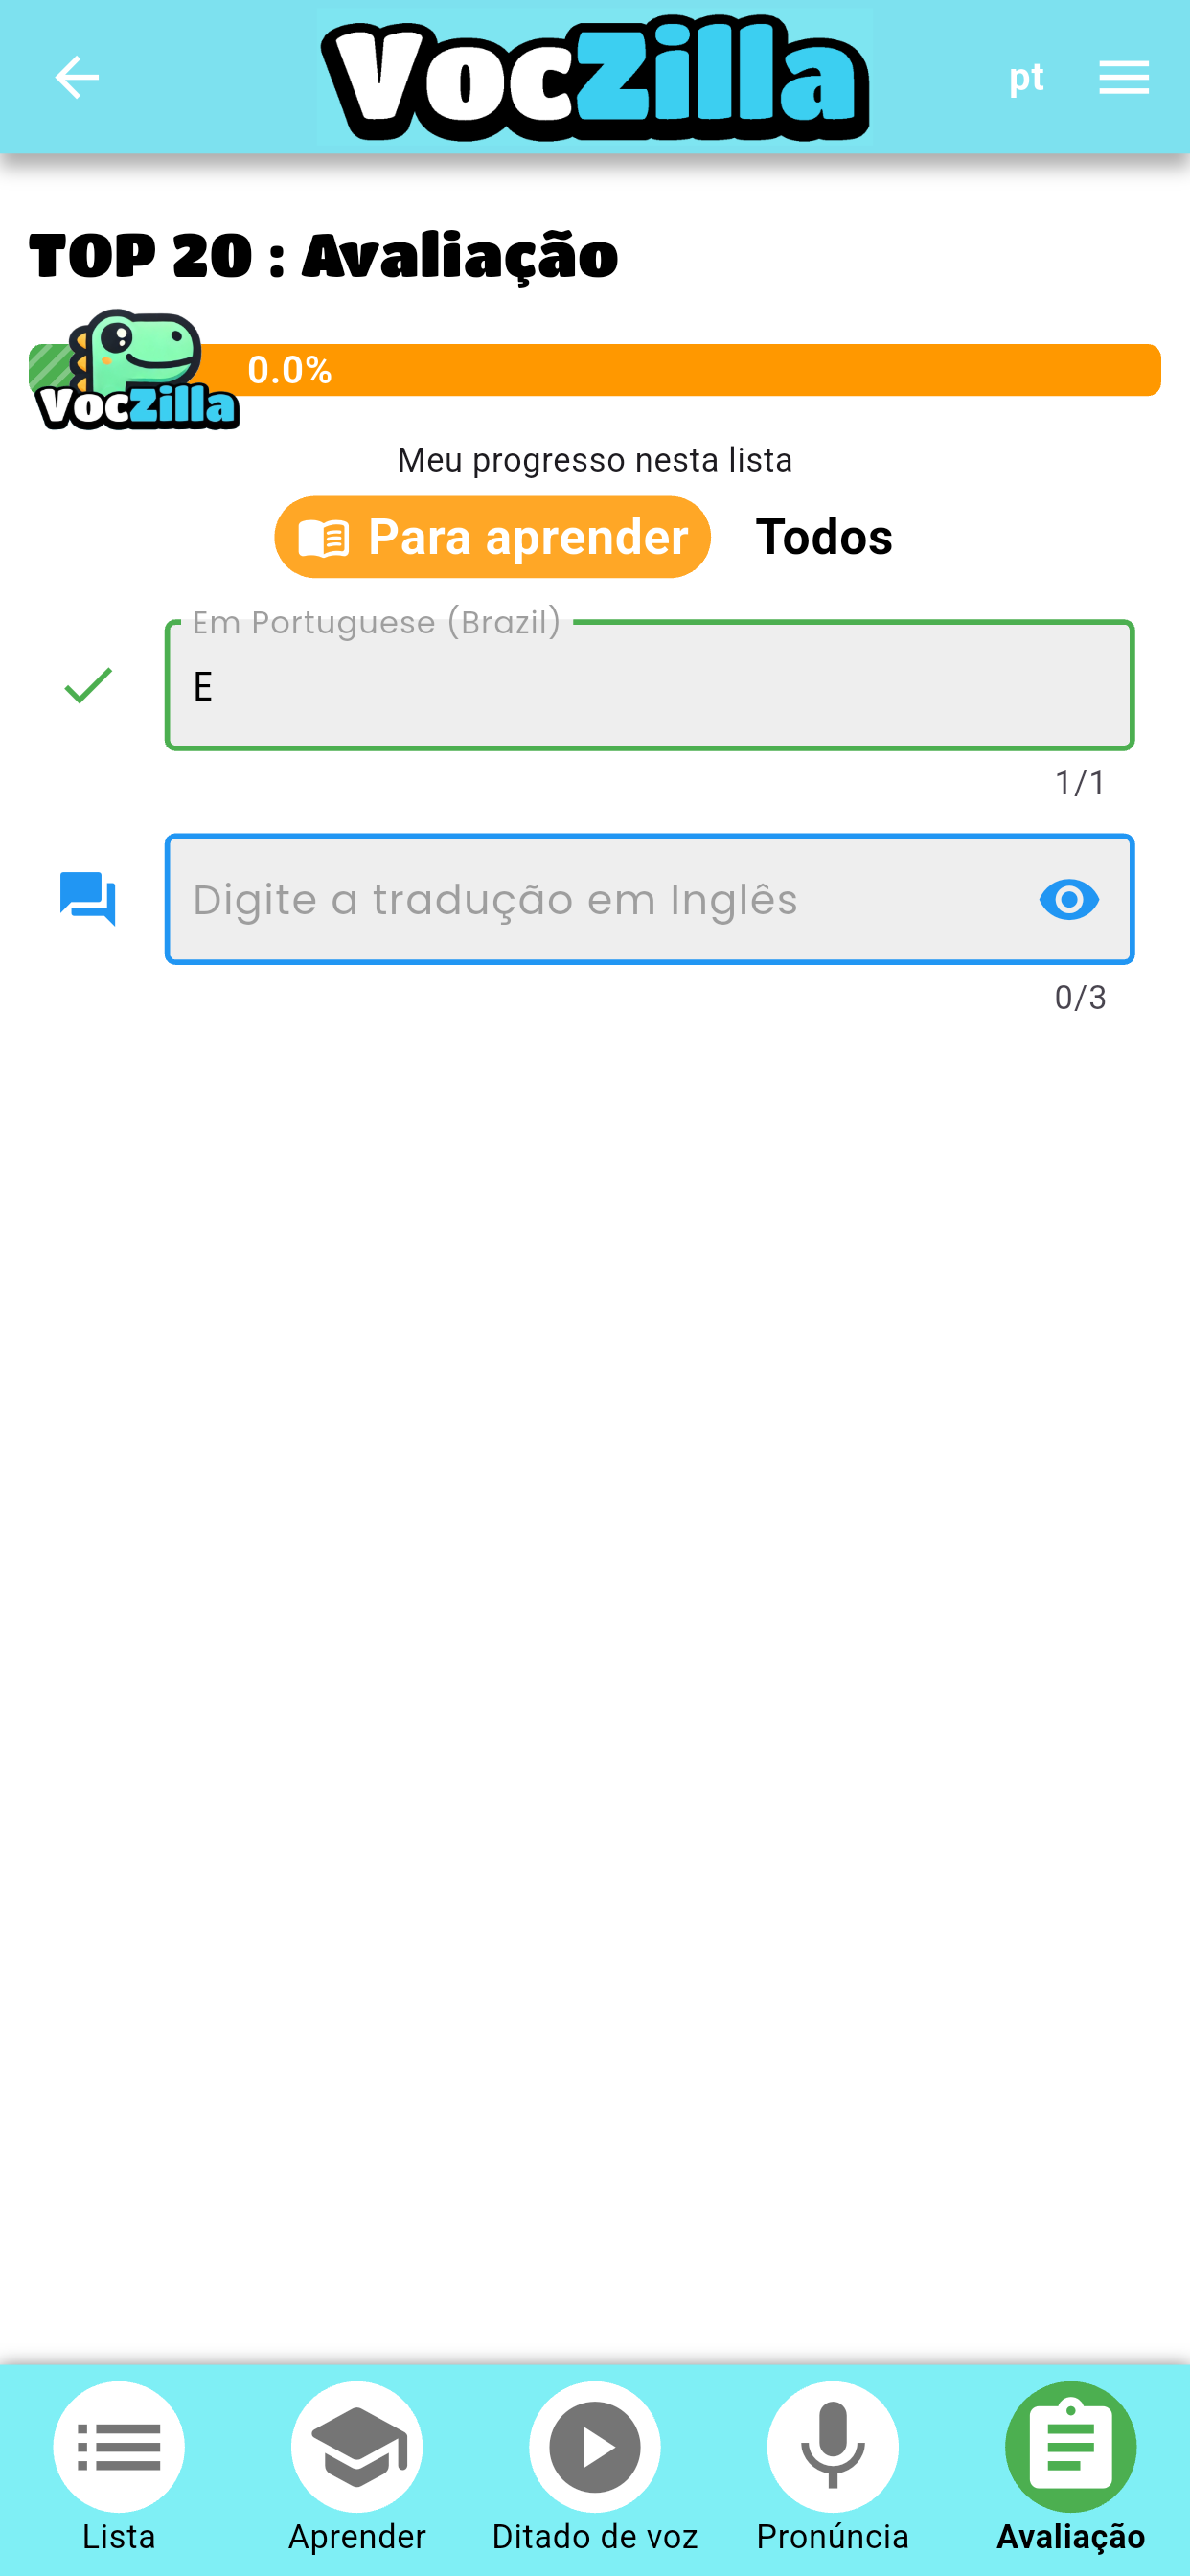 VocZilla
pt
TOP 20 : Avaliação
0.0%
VocZilla
Meu progresso nesta lista
Para aprender
Todos
Em Portuguese (Brazil)
E
1/1
Digite a tradução em Inglês
0/3
Lista
Aprender
Ditado de voz
Pronúncia
Avaliação